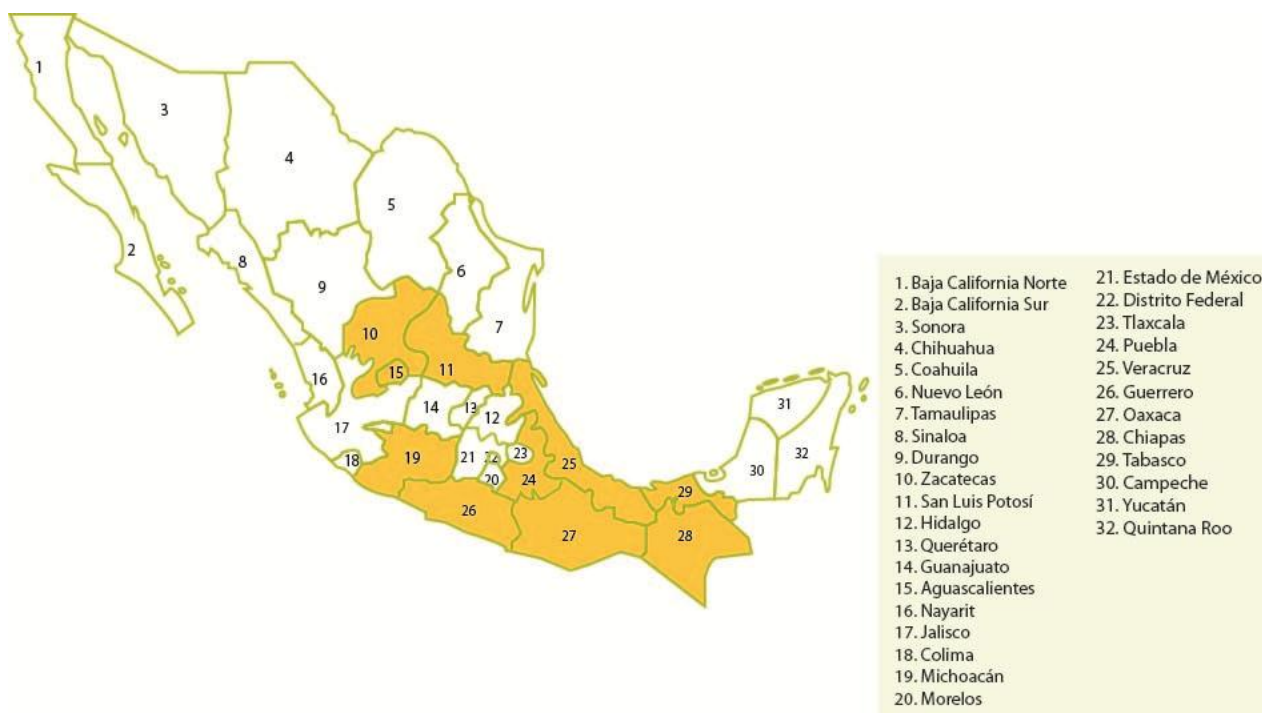 1
3
4
5
2
8
6
9
7
10
11
15
16
14
13
12
31
17
32
18
19
21
22
23
25
30
20
24
29
26
27
28
1. Baja California Norte
2. Baja California Sur
3. Sonora
4. Chihuahua
5. Coahuila
6. Nuevo León
7. Tamaulipas
8. Sinaloa
9. Durango
10. Zacatecas
11. San Luis Potosí
12. Hidalgo
13. Querétaro
14. Guanajuato
15. Aguascalientes
16. Nayarit
17. Jalisco
18. Colima
19. Michoacán
20. Morelos
21. Estado de México
22. Distrito Federal
23. Tlaxcala
24. Puebla
25. Veracruz
26. Guerrero
27. Oaxaca
28. Chiapas
29. Tabasco
30. Campeche
31. Yucatán
32. Quintana Roo